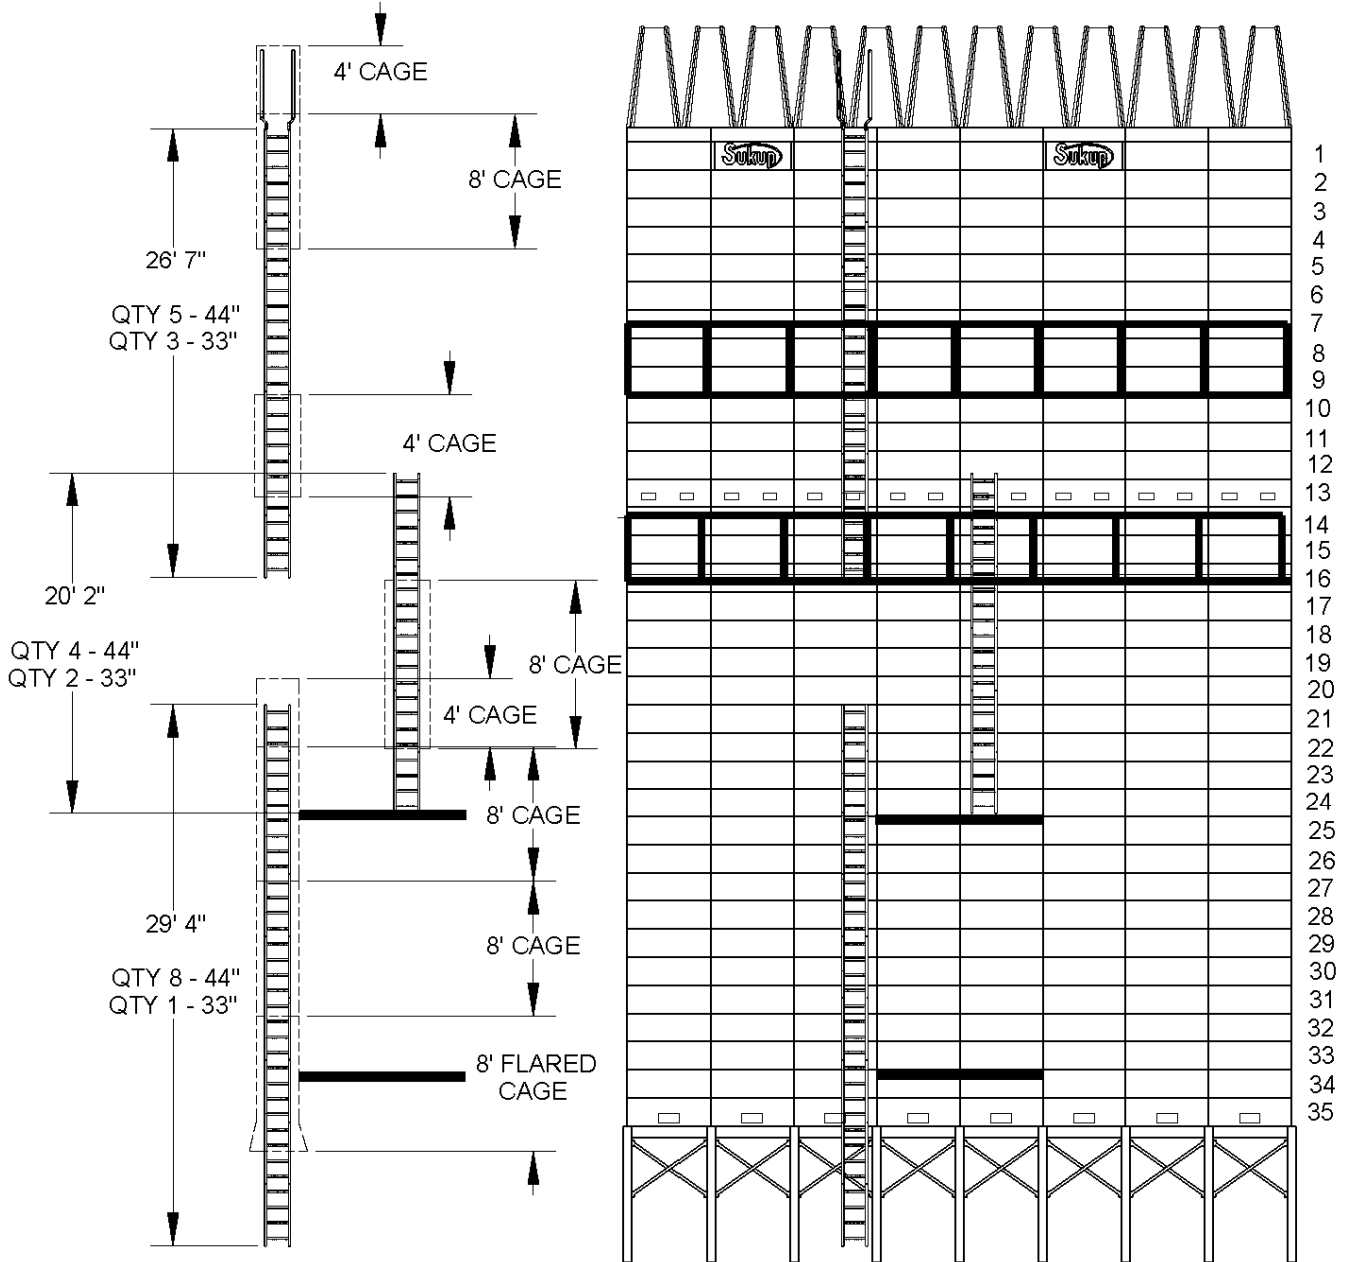 4' CAGE
8' CAGE
26' 7"
QTY 5 - 44"
QTY 3 - 33"
4' CAGE
20' 2"
QTY 4 - 44"
QTY 2 - 33"
8' CAGE
4' CAGE
8' CAGE
29' 4"
QTY 8 - 44"
QTY 1 - 33"
8' CAGE
8' FLARED
CAGE
Sukup
Sukup
1
2
3
4
5
6
7
8
9
10
11
12
13
14
15
16
17
18
19
20
21
22
23
24
25
26
27
28
29
30
31
32
33
34
35